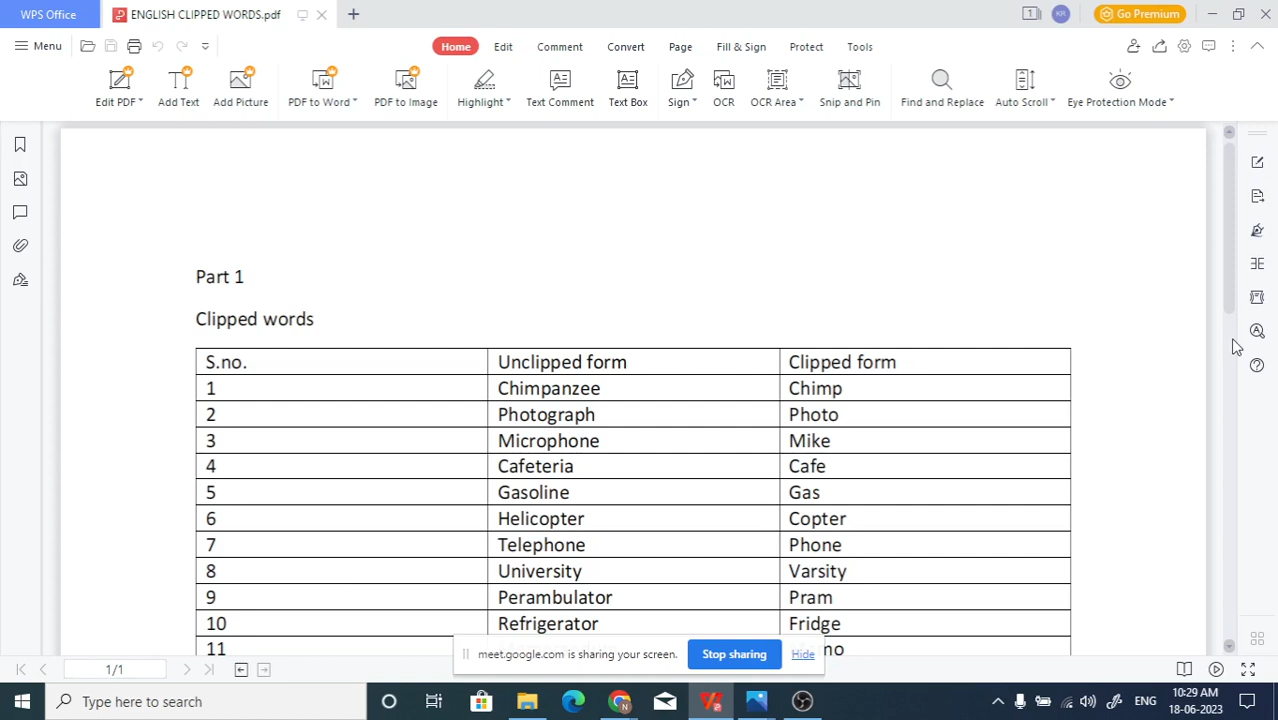 WPS Office ENGLISH CLIPPED WORDS.pdf 1 KR Go Premium
Menu Home Edit Comment Convert Page Fill & Sign Protect Tools
Edit PDF Add Text Add Picture PDF to Word PDF to Image Highlight Text Comment Text Box Sign OCR OCR Area Snip and Pin Find and Replace Auto Scroll Eye Protection Mode
Part 1
Clipped words
S.no. Unclipped form Clipped form
1 Chimpanzee Chimp
2 Photograph Photo
3 Microphone Mike
4 Cafeteria Cafe
5 Gasoline Gas
6 Helicopter Copter
7 Telephone Phone
8 University Varsity
9 Perambulator Pram
10 Refrigerator Fridge
11
meet.google.com is sharing your screen. Stop sharing Hide
1/1
Type here to search ENG 10:29 AM
18-06-2023